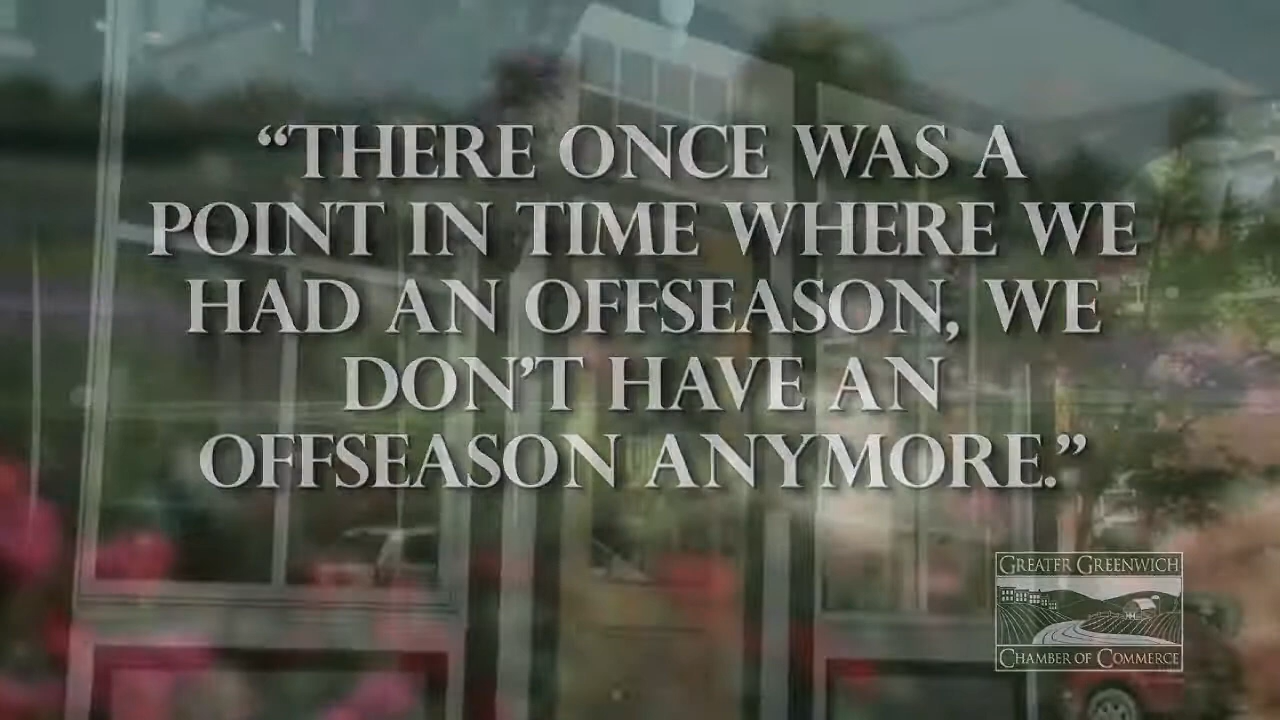 “THERE ONCE WAS A
POINT IN TIME WHERE WE
HAD AN OFFSEASON, WE
DON’T HAVE AN
OFFSEASON ANYMORE.”
GREATER GREENWICH
CHAMBER OF COMMERCE